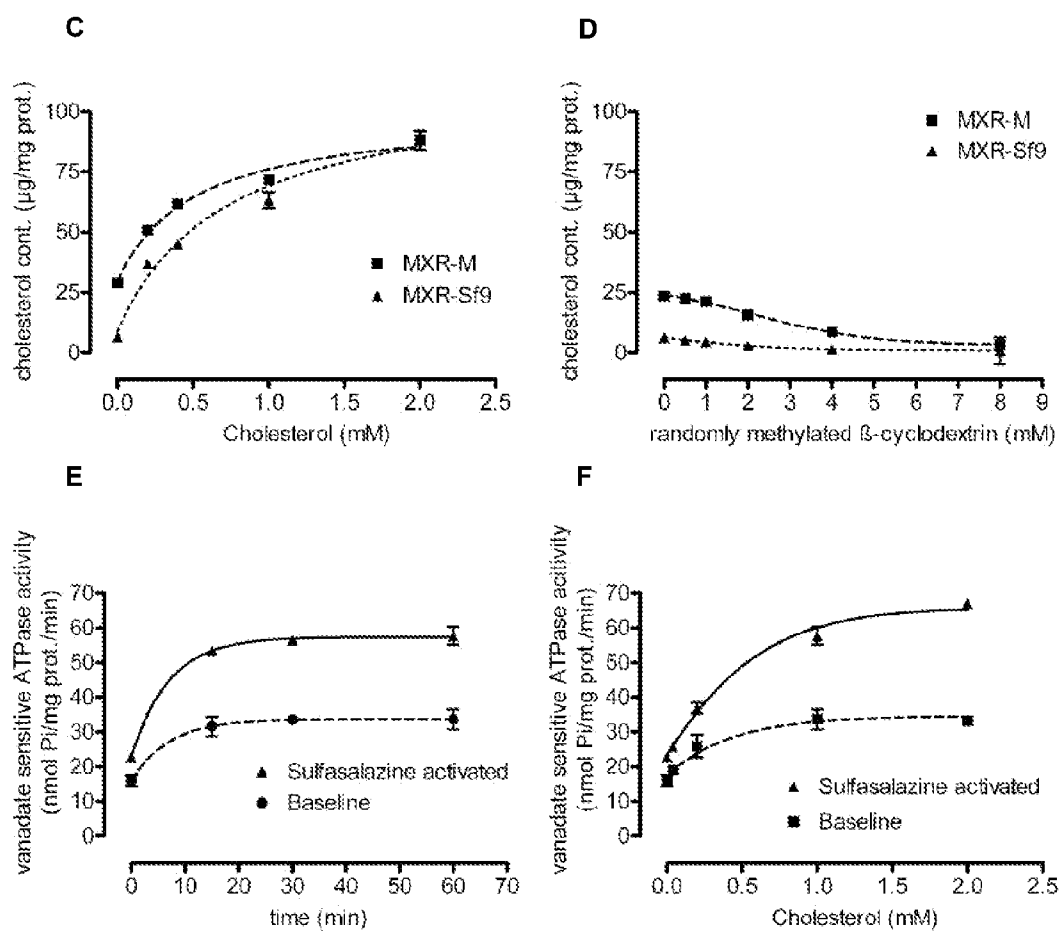 C
cholesterol cont. (µg/mg prot.)
100
75
50
25
0
MXR-M
MXR-Sf9
0.0 0.5 1.0 1.5 2.0 2.5
Cholesterol (mM)
D
cholesterol cont. (µg/mg prot.)
100
75
50
25
0
MXR-M
MXR-Sf9
0 1 2 3 4 5 6 7 8 9
randomly methylated ß-cyclodextrin (mM)
E
vanadate sensitive ATPase activity
(nmol Pi/mg prot./min)
70
60
50
40
30
20
10
0
Sulfasalazine activated
Baseline
0 10 20 30 40 50 60 70
time (min)
F
vanadate sensitive ATPase acitivity
(nmol Pi/mg prot./min)
70
60
50
40
30
20
10
0
Sulfasalazine activated
Baseline
0.0 0.5 1.0 1.5 2.0 2.5
Cholesterol (mM)